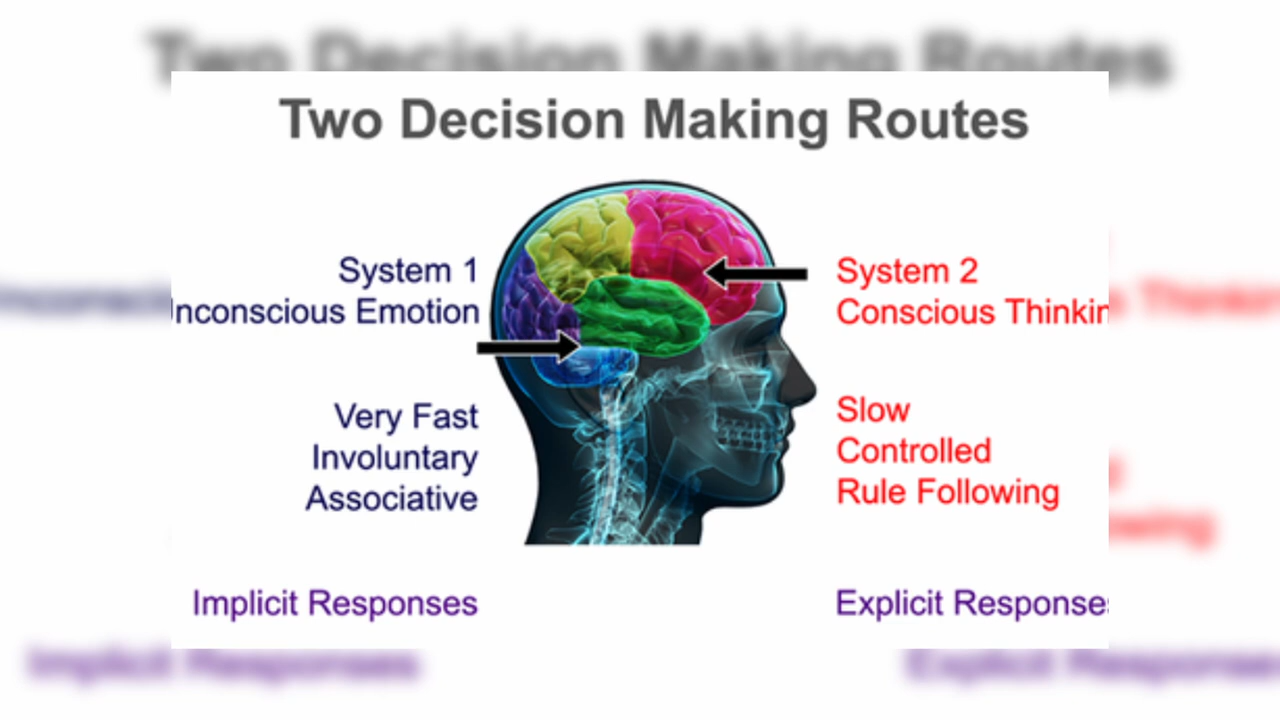 Two Decision Making Routes
System 1
nconscious Emotion
Very Fast
Involuntary
Associative
System 2
Conscious Thinkin
Slow
Controlled
Rule Following
Implicit Responses
Explicit Responses